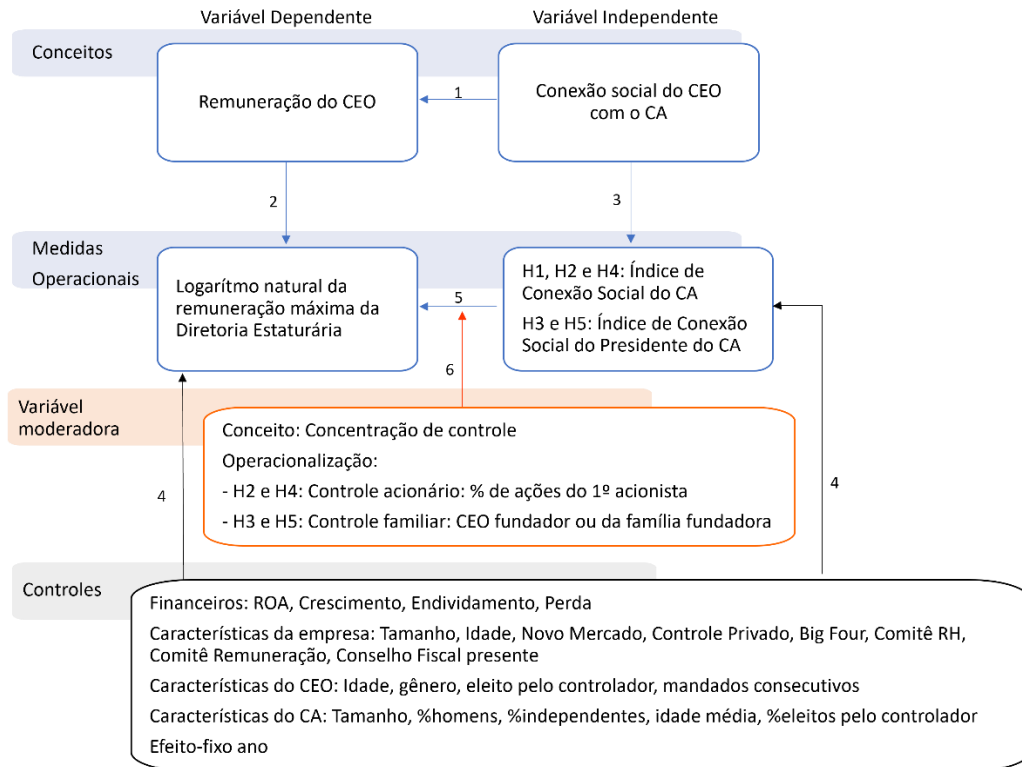 Variável Dependente
Variável Independente
Conceitos
Remuneração do CEO
1
Conexão social do CEO
com o CA
2
3
Medidas
Operacionais
Logarítmo natural da
remuneração máxima da
Diretoria Estaturária
5
H1, H2 e H4: Índice de
Conexão Social do CA
H3 e H5: Índice de Conexão
Social do Presidente do CA
6
Variável
moderadora
Conceito: Concentração de controle
Operacionalização:
- H2 e H4: Controle acionário: % de ações do 1º acionista
- H3 e H5: Controle familiar: CEO fundador ou da família fundadora
4
4
Controles
Financeiros: ROA, Crescimento, Endividamento, Perda
Características da empresa: Tamanho, Idade, Novo Mercado, Controle Privado, Big Four, Comitê RH,
Comitê Remuneração, Conselho Fiscal presente
Características do CEO: Idade, gênero, eleito pelo controlador, mandados consecutivos
Características do CA: Tamanho, %homens, %independentes, idade média, %eleitos pelo controlador
Efeito-fixo ano